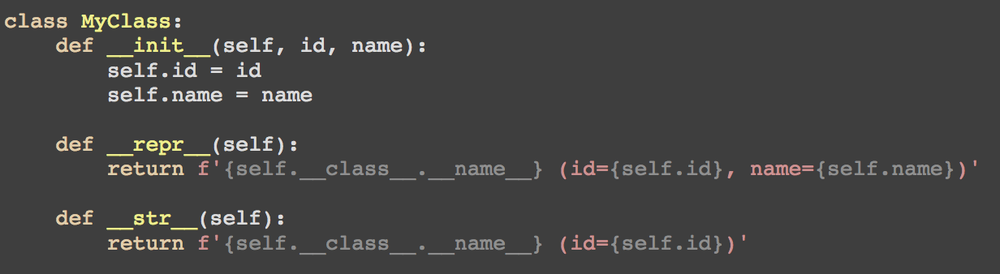 class MyClass:
    def __init__(self, id, name):
        self.id = id
        self.name = name

    def __repr__(self):
        return f'{self.__class__.__name__} (id={self.id}, name={self.name})'

    def __str__(self):
        return f'{self.__class__.__name__} (id={self.id})'